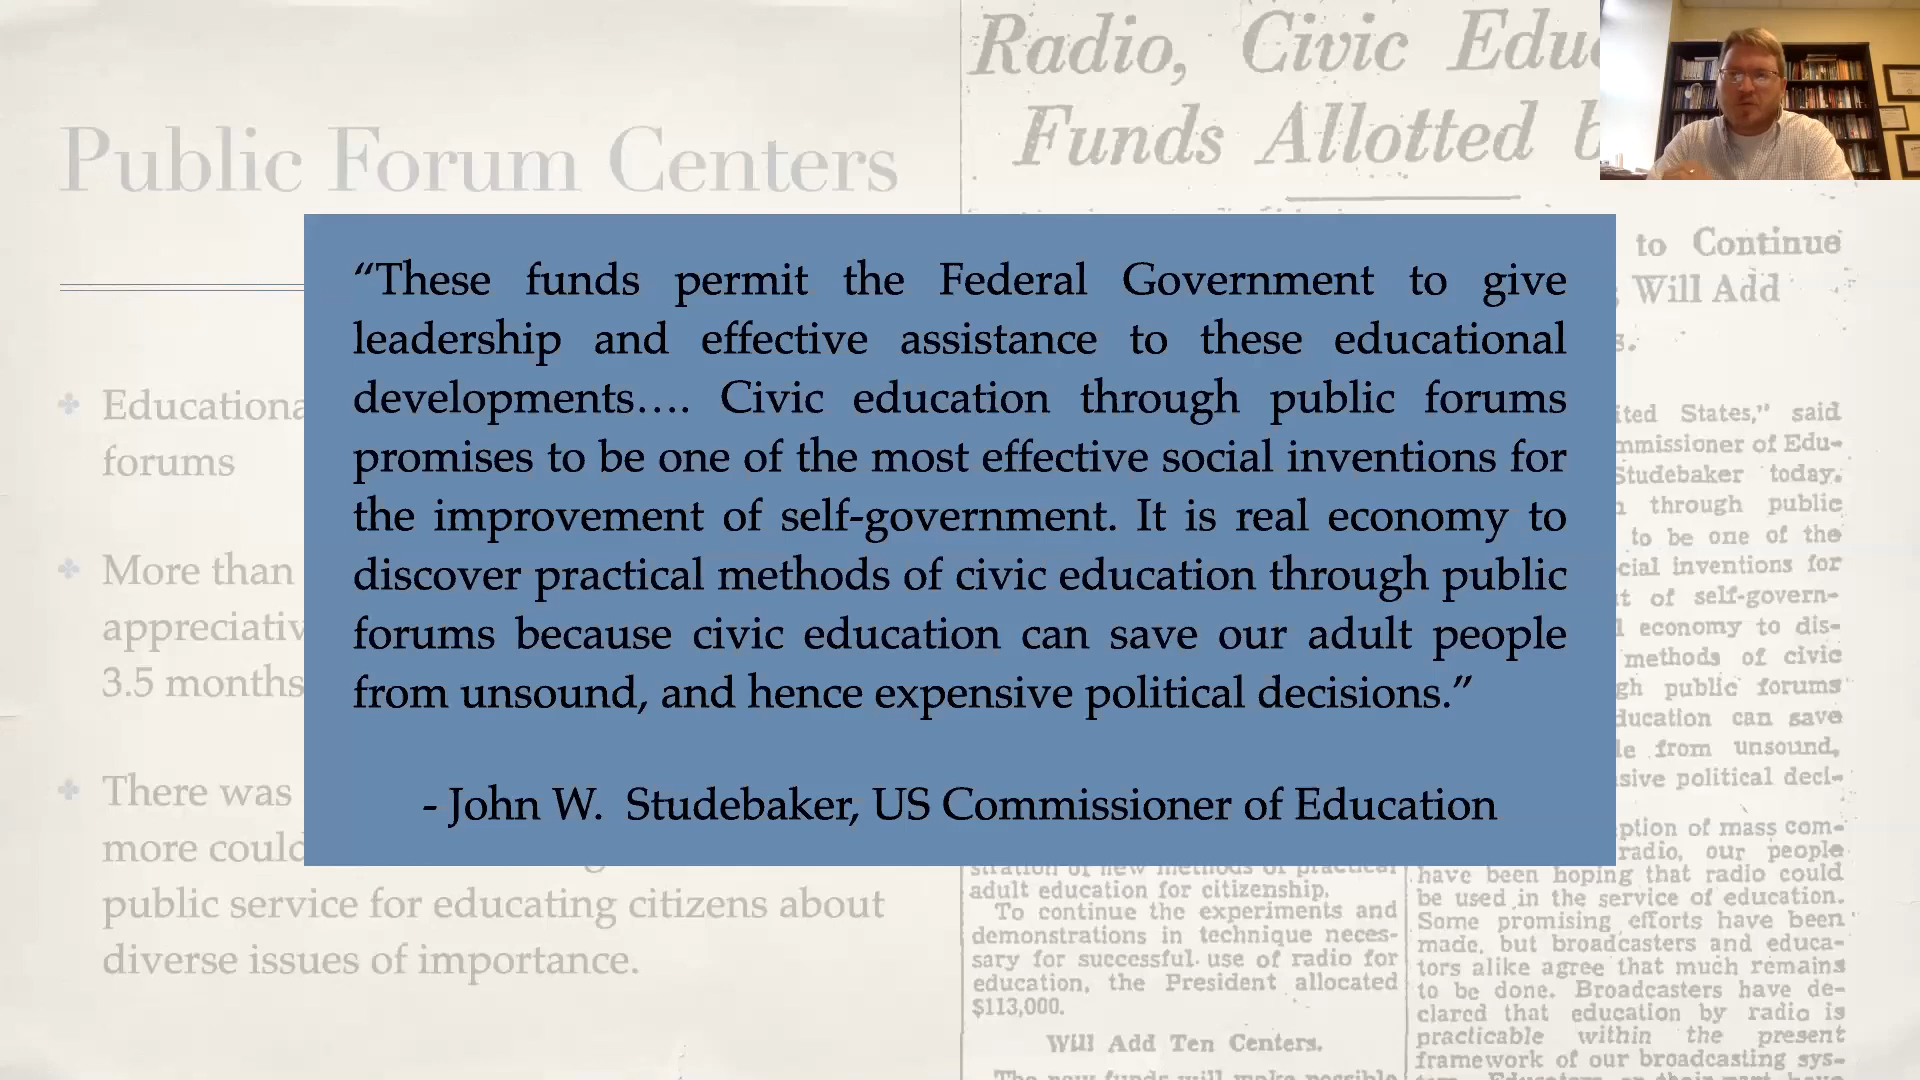 Public Forum Centers
Educationa
forums
More than
appreciativ
3.5 months
There was
more could
public service for educating citizens about
diverse issues of importance.
“These funds permit the Federal Government to give
leadership and effective assistance to these educational
developments…. Civic education through public forums
promises to be one of the most effective social inventions for
the improvement of self-government. It is real economy to
discover practical methods of civic education through public
forums because civic education can save our adult people
from unsound, and hence expensive political decisions.”
- John W. Studebaker, US Commissioner of Education
Radio, Civic Educ
Funds Allotted b
to Continue
Will Add
ited States,” said
mmissioner of Edu-
Studebaker today.
through public
to be one of the
cial inventions for
t of self-govern-
economy to dis-
methods of civic
gh public forums
ducation can save
le from unsound,
sive political deci-
adult education for citizenship.
To continue the experiments and
demonstrations in technique neces-
sary for successful use of radio for
education, the President allocated
$113,000.
Will Add Ten Centers.
The new funds will make possible
ption of mass com-
radio, our people
have been hoping that radio could
be used in the service of education.
Some promising efforts have been
made, but broadcasters and educa-
tors alike agree that much remains
to be done. Broadcasters have de-
clared that education by radio is
practicable within the present
framework of our broadcasting sys-